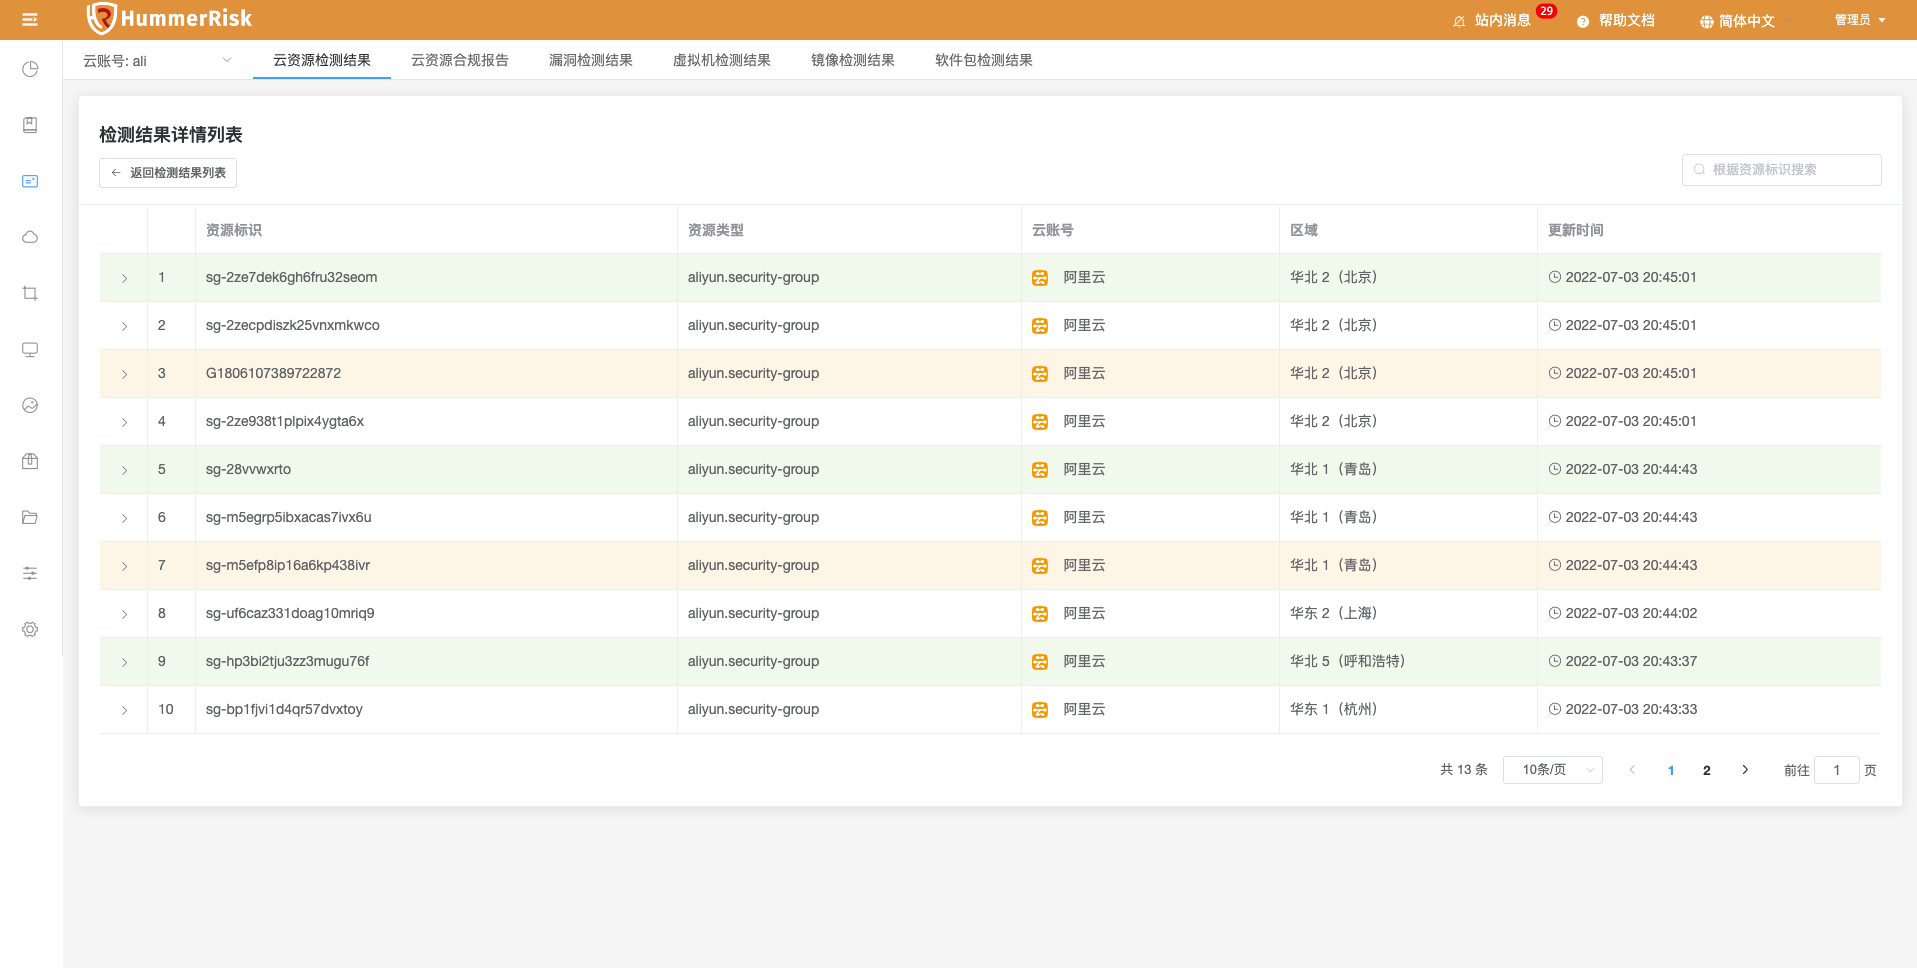 HummerRisk
站内消息 29 帮助文档 简体中文 管理员
云账号: ali 云资源检测结果 云资源合规报告 漏洞检测结果 虚拟机检测结果 镜像检测结果 软件包检测结果
检测结果详情列表
返回检测结果列表 根据资源标识搜索
资源标识 资源类型 云账号 区域 更新时间
1 sg-2ze7dek6gh6fru32seom aliyun.security-group 阿里云 华北 2（北京） 2022-07-03 20:45:01
2 sg-2zecpdiszk25vnxmkwco aliyun.security-group 阿里云 华北 2（北京） 2022-07-03 20:45:01
3 G1806107389722872 aliyun.security-group 阿里云 华北 2（北京） 2022-07-03 20:45:01
4 sg-2ze938t1plpix4ygta6x aliyun.security-group 阿里云 华北 2（北京） 2022-07-03 20:45:01
5 sg-28vvwxrto aliyun.security-group 阿里云 华北 1（青岛） 2022-07-03 20:44:43
6 sg-m5egrp5ibxacas7ivx6u aliyun.security-group 阿里云 华北 1（青岛） 2022-07-03 20:44:43
7 sg-m5efp8ip16a6kp438ivr aliyun.security-group 阿里云 华北 1（青岛） 2022-07-03 20:44:43
8 sg-uf6caz331doag10mriq9 aliyun.security-group 阿里云 华东 2（上海） 2022-07-03 20:44:02
9 sg-hp3bi2tju3zz3mugu76f aliyun.security-group 阿里云 华北 5（呼和浩特） 2022-07-03 20:43:37
10 sg-bp1fjvi1d4qr57dvxtoy aliyun.security-group 阿里云 华东 1（杭州） 2022-07-03 20:43:33
共 13 条 10条/页 1 2 前往 1 页